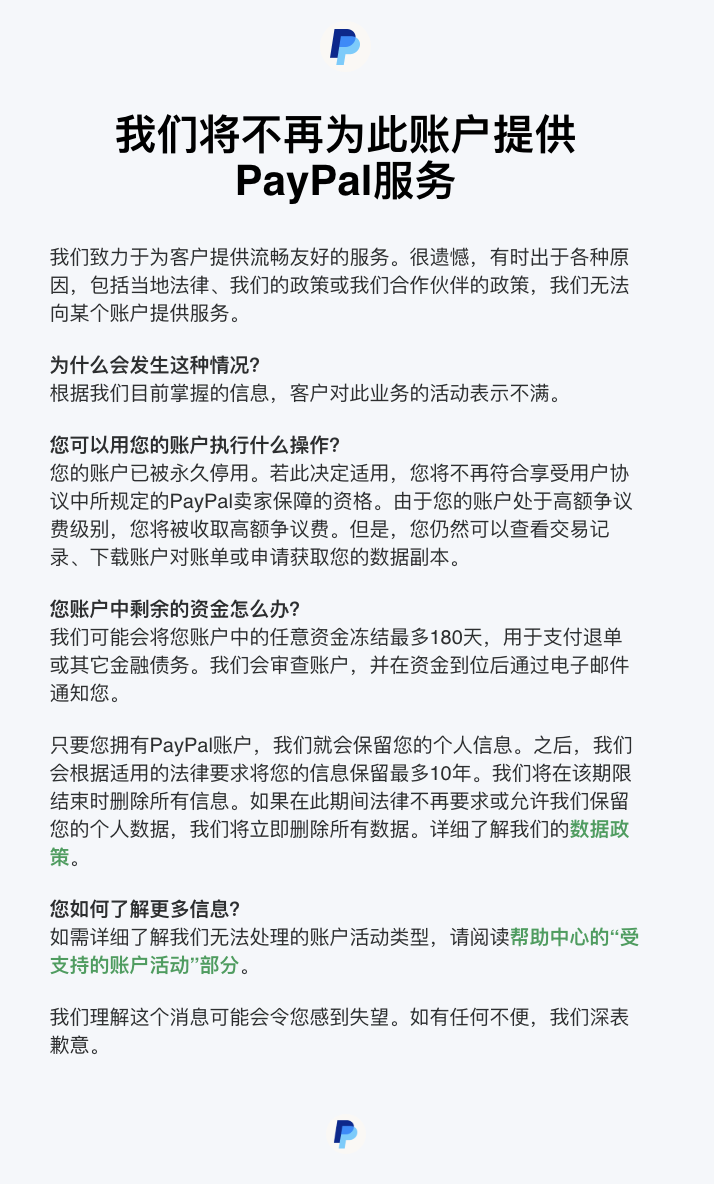 我们将不再为此账户提供
PayPal服务
我们致力于为客户提供流畅友好的服务。很遗憾，有时出于各种原
因，包括当地法律、我们的政策或我们合作伙伴的政策，我们无法
向某个账户提供服务。
为什么会发生这种情况?
根据我们目前掌握的信息，客户对此业务的活动表示不满。
您可以用您的账户执行什么操作?
您的账户已被永久停用。若此决定适用，您将不再符合享受用户协
议中所规定的PayPal卖家保障的资格。由于您的账户处于高额争议
费级别，您将被收取高额争议费。但是，您仍然可以查看交易记
录、下载账户对账单或申请获取您的数据副本。
您账户中剩余的资金怎么办?
我们可能会将您账户中的任意资金冻结最多180天，用于支付退单
或其它金融债务。我们会审查账户，并在资金到位后通过电子邮件
通知您。
只要您拥有PayPal账户，我们就会保留您的个人信息。之后，我们
会根据适用的法律要求将您的信息保留最多10年。我们将在该期限
结束时删除所有信息。如果在此期间法律不再要求或允许我们保留
您的个人数据，我们将立即删除所有数据。详细了解我们的数据政
策。
您如何了解更多信息?
如需详细了解我们无法处理的账户活动类型，请阅读帮助中心的“受
支持的账户活动”部分。
我们理解这个消息可能会令您感到失望。如有任何不便，我们深表
歉意。